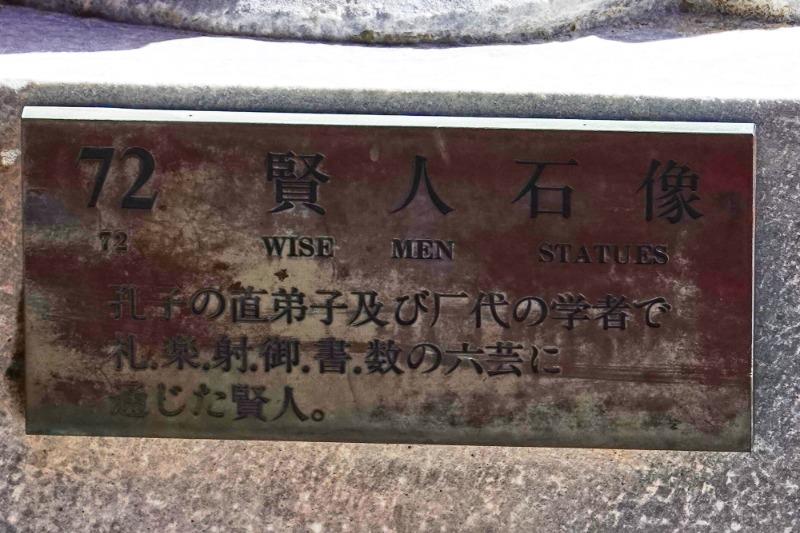 72 賢人石像
72 WISE MEN STATUES
孔子の直弟子及び厂代の学者で
礼.楽.射.御.書.数の六芸に
通じた賢人。